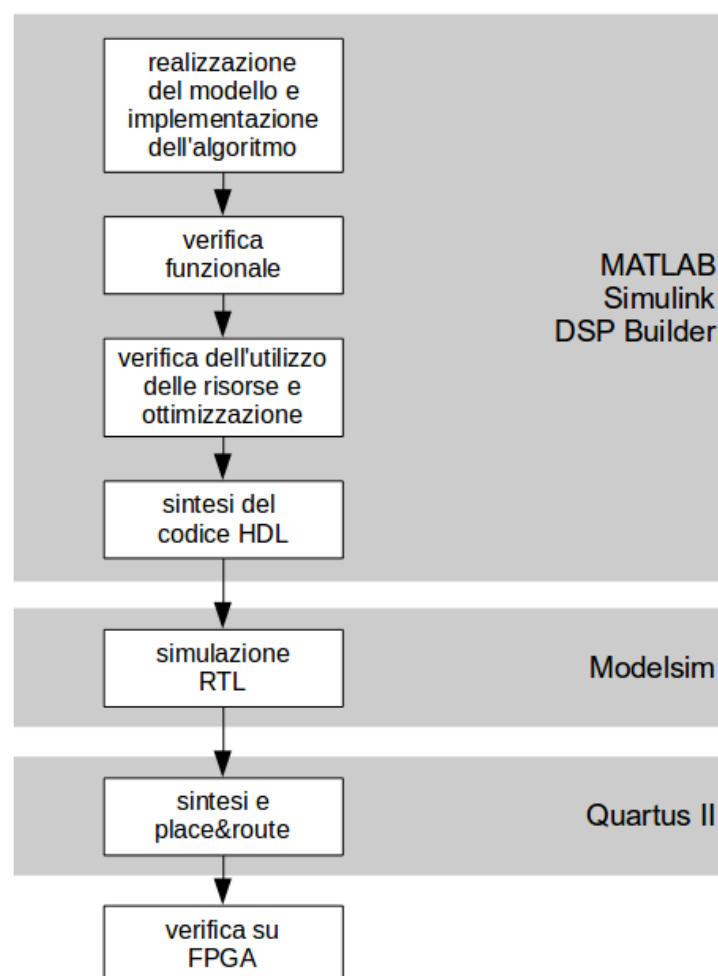 realizzazione
del modello e
implementazione
dell'algoritmo
verifica
funzionale
verifica dell'utilizzo
delle risorse e
ottimizzazione
sintesi del
codice HDL
MATLAB
Simulink
DSP Builder
simulazione
RTL
Modelsim
sintesi e
place&route
Quartus II
verifica su
FPGA